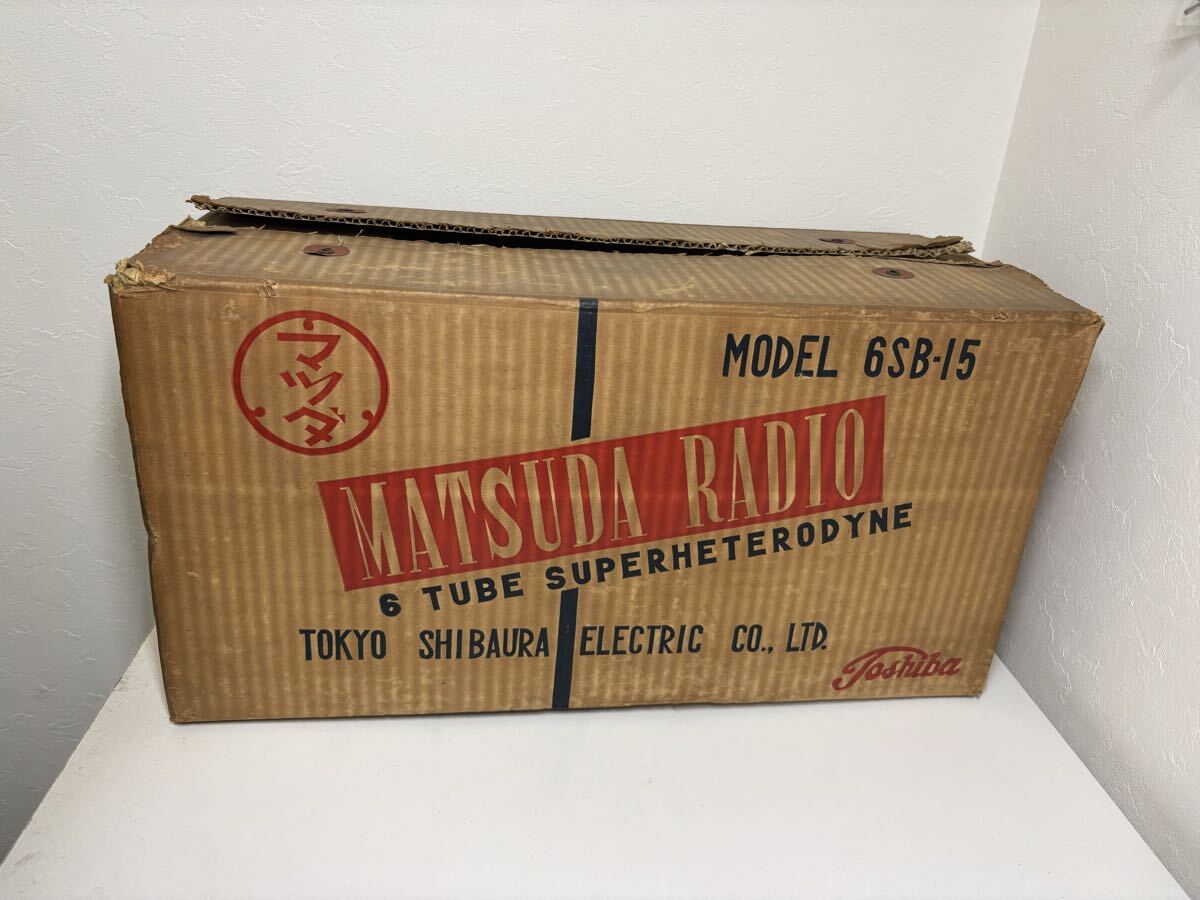 マツダ
MODEL 6SB-15
MATSUDA RADIO
6 TUBE SUPERHETERODYNE
TOKYO SHIBAURA ELECTRIC CO., LTD.
Toshiba